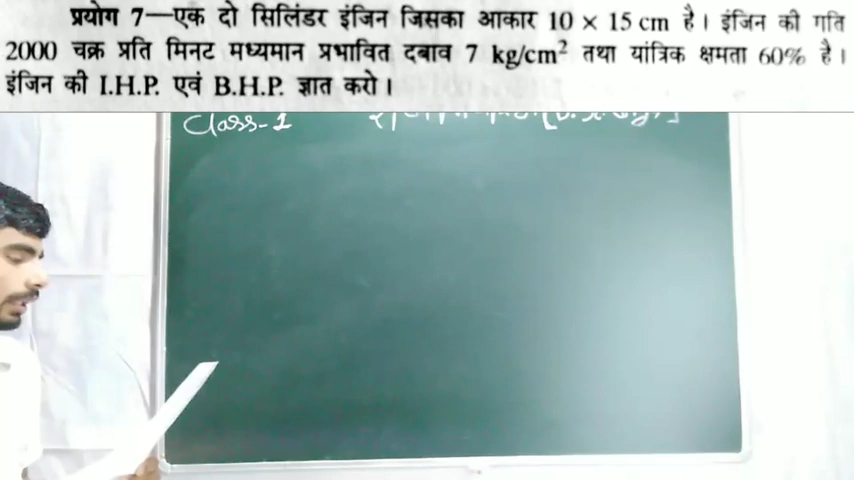 प्रयोग 7—एक दो सिलिंडर इंजिन जिसका आकार 10 × 15 cm है। इंजिन की गति
2000 चक्र प्रति मिनट मध्यमान प्रभावित दबाव 7 kg/cm² तथा यांत्रिक क्षमता 60% है।
इंजिन की I.H.P. एवं B.H.P. ज्ञात करो।
Class-1